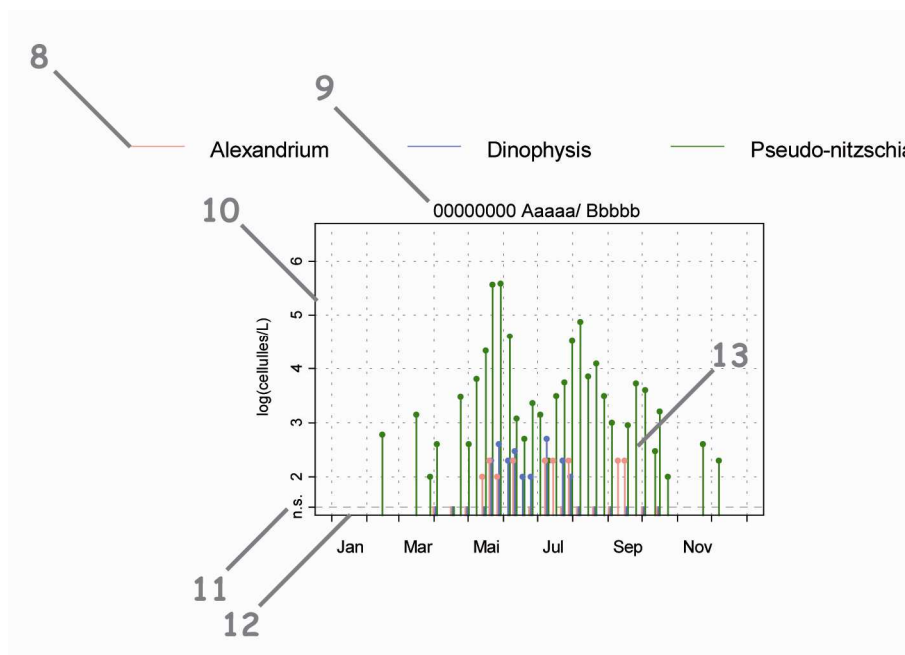 8
9
Alexandrium Dinophysis Pseudo-nitzschia
10
00000000 Aaaaa/ Bbbbb
6
5
4
3
2
n.s.
log(cellulles/L)
13
Jan Mar Mai Jul Sep Nov
11
12